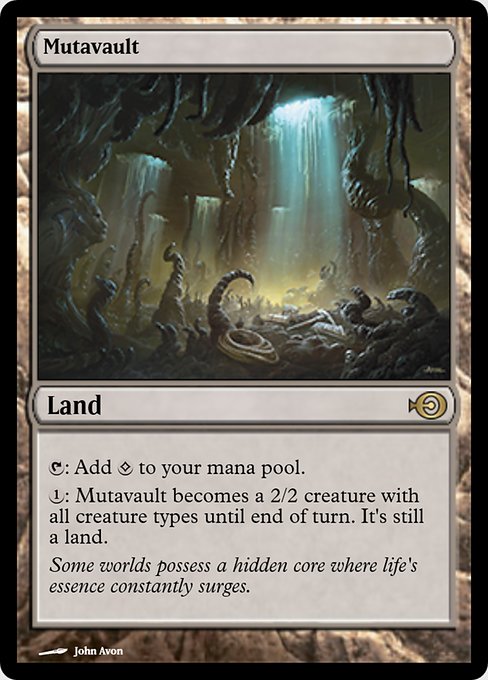 Mutavault
Land
: Add to your mana pool.
1: Mutavault becomes a 2/2 creature with
all creature types until end of turn. It's still
a land.
Some worlds possess a hidden core where life's
essence constantly surges.
John Avon